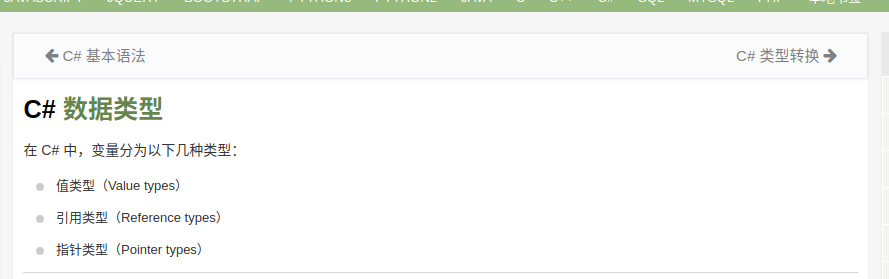 C# 基本语法
C# 类型转换
C# 数据类型
在 C# 中，变量分为以下几种类型：
值类型（Value types）
引用类型（Reference types）
指针类型（Pointer types）